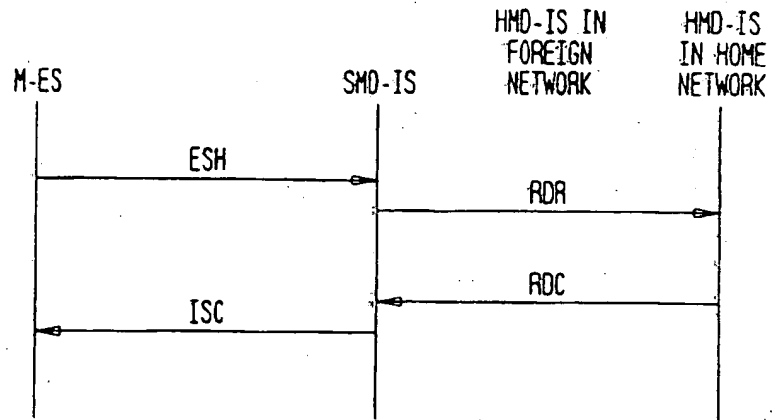 M-ES
SMD-IS
HMD-IS IN
FOREIGN
NETWORK
HMD-IS
IN HOME
NETWORK
ESH
RDR
RDC
ISC